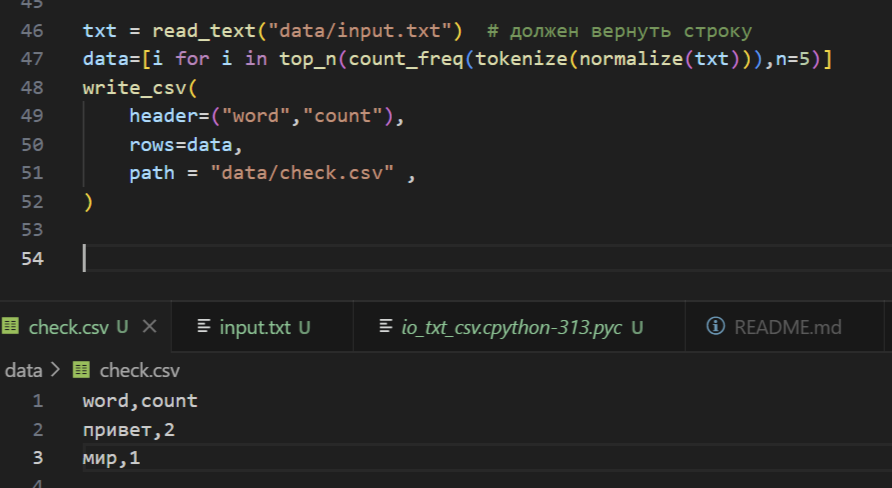 45
46 txt = read_text("data/input.txt")  # должен вернуть строку
47 data=[i for i in top_n(count_freq(tokenize(normalize(txt))),n=5)]
48 write_csv(
49     header=("word","count"),
50     rows=data,
51     path = "data/check.csv" ,
52 )
53
54
check.csv U input.txt U io_txt_csv.cpython-313.pyc U README.md
data > check.csv
1 word,count
2 привет,2
3 мир,1
4